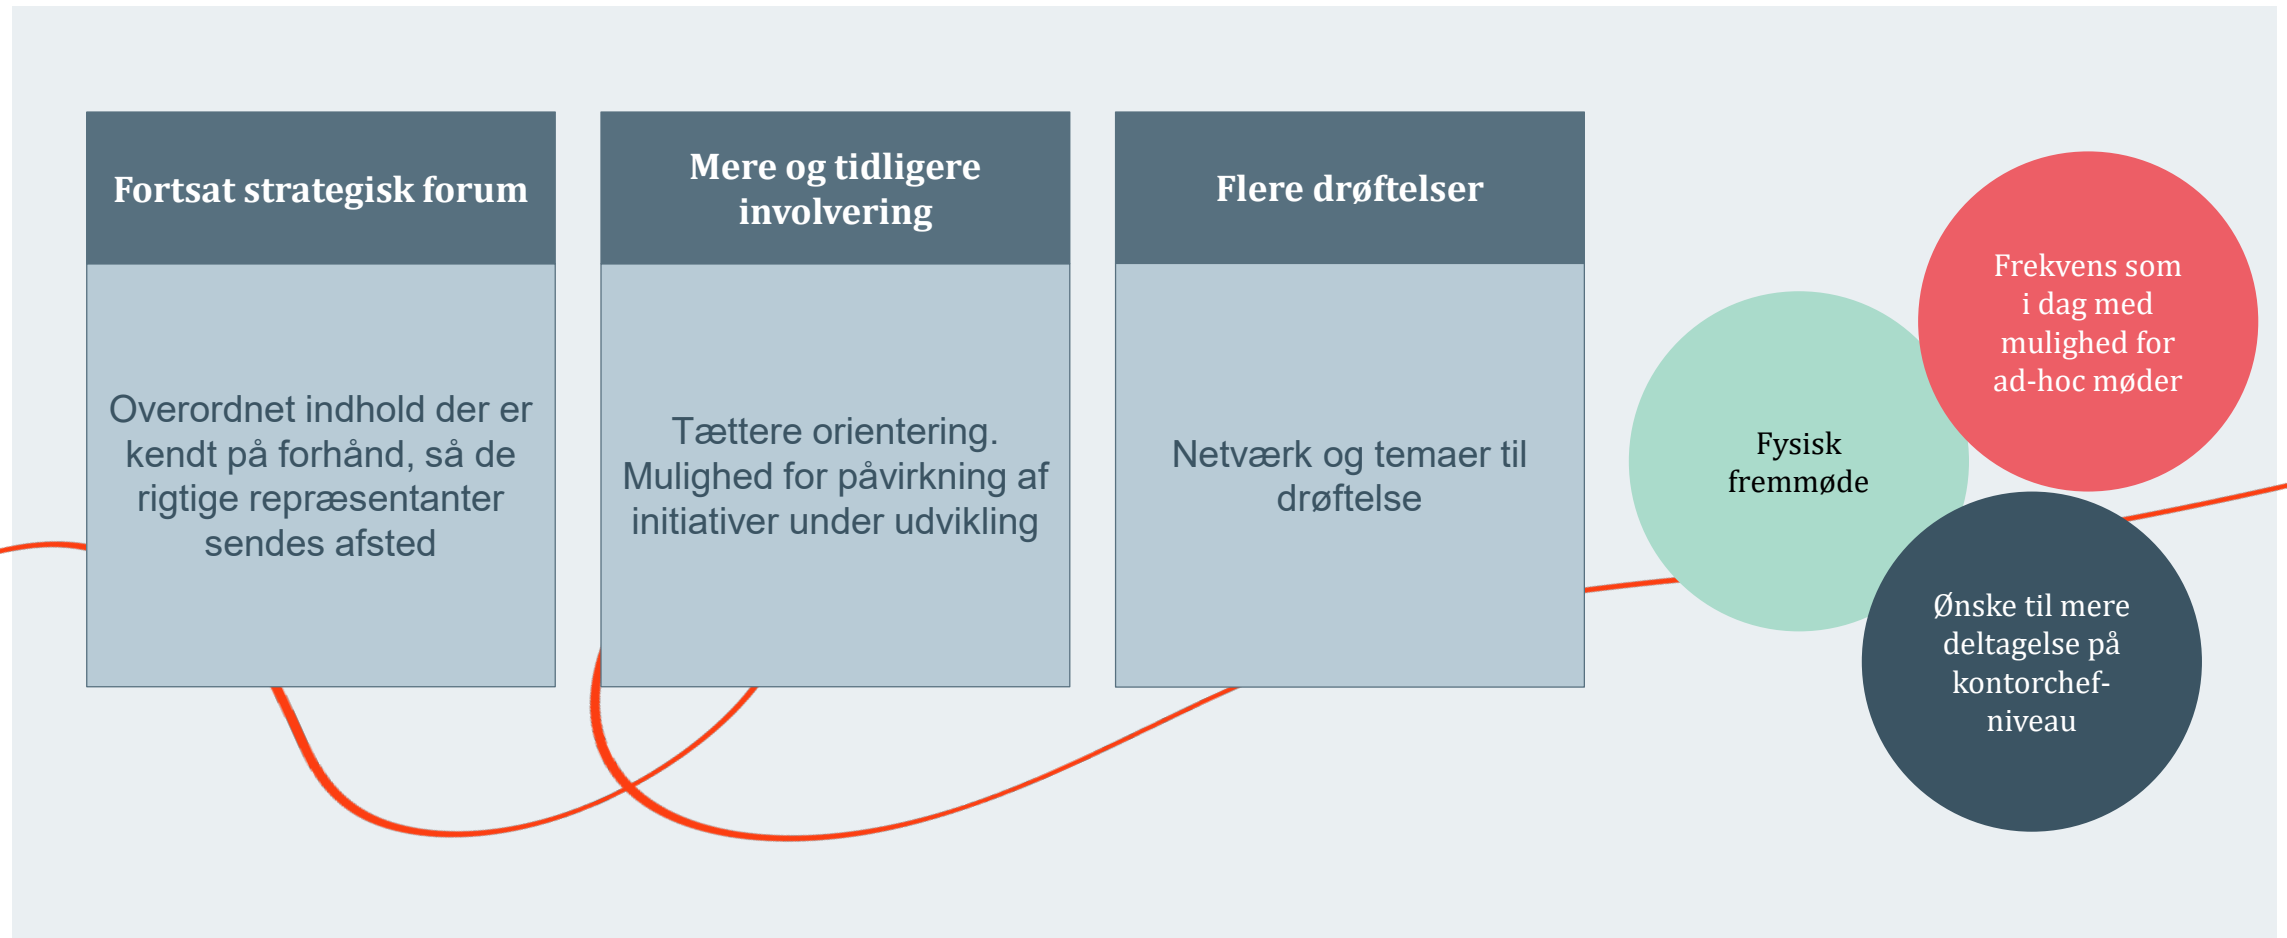 Fortsat strategisk forum
Overordnet indhold der er
kendt på forhånd, så de
rigtige repræsentanter
sendes afsted
Mere og tidligere
involvering
Tættere orientering.
Mulighed for påvirkning af
initiativer under udvikling
Flere drøftelser
Netværk og temaer til
drøftelse
Frekvens som
i dag med
mulighed for
ad-hoc møder
Fysisk
fremmøde
Ønske til mere
deltagelse på
kontorchef-
niveau